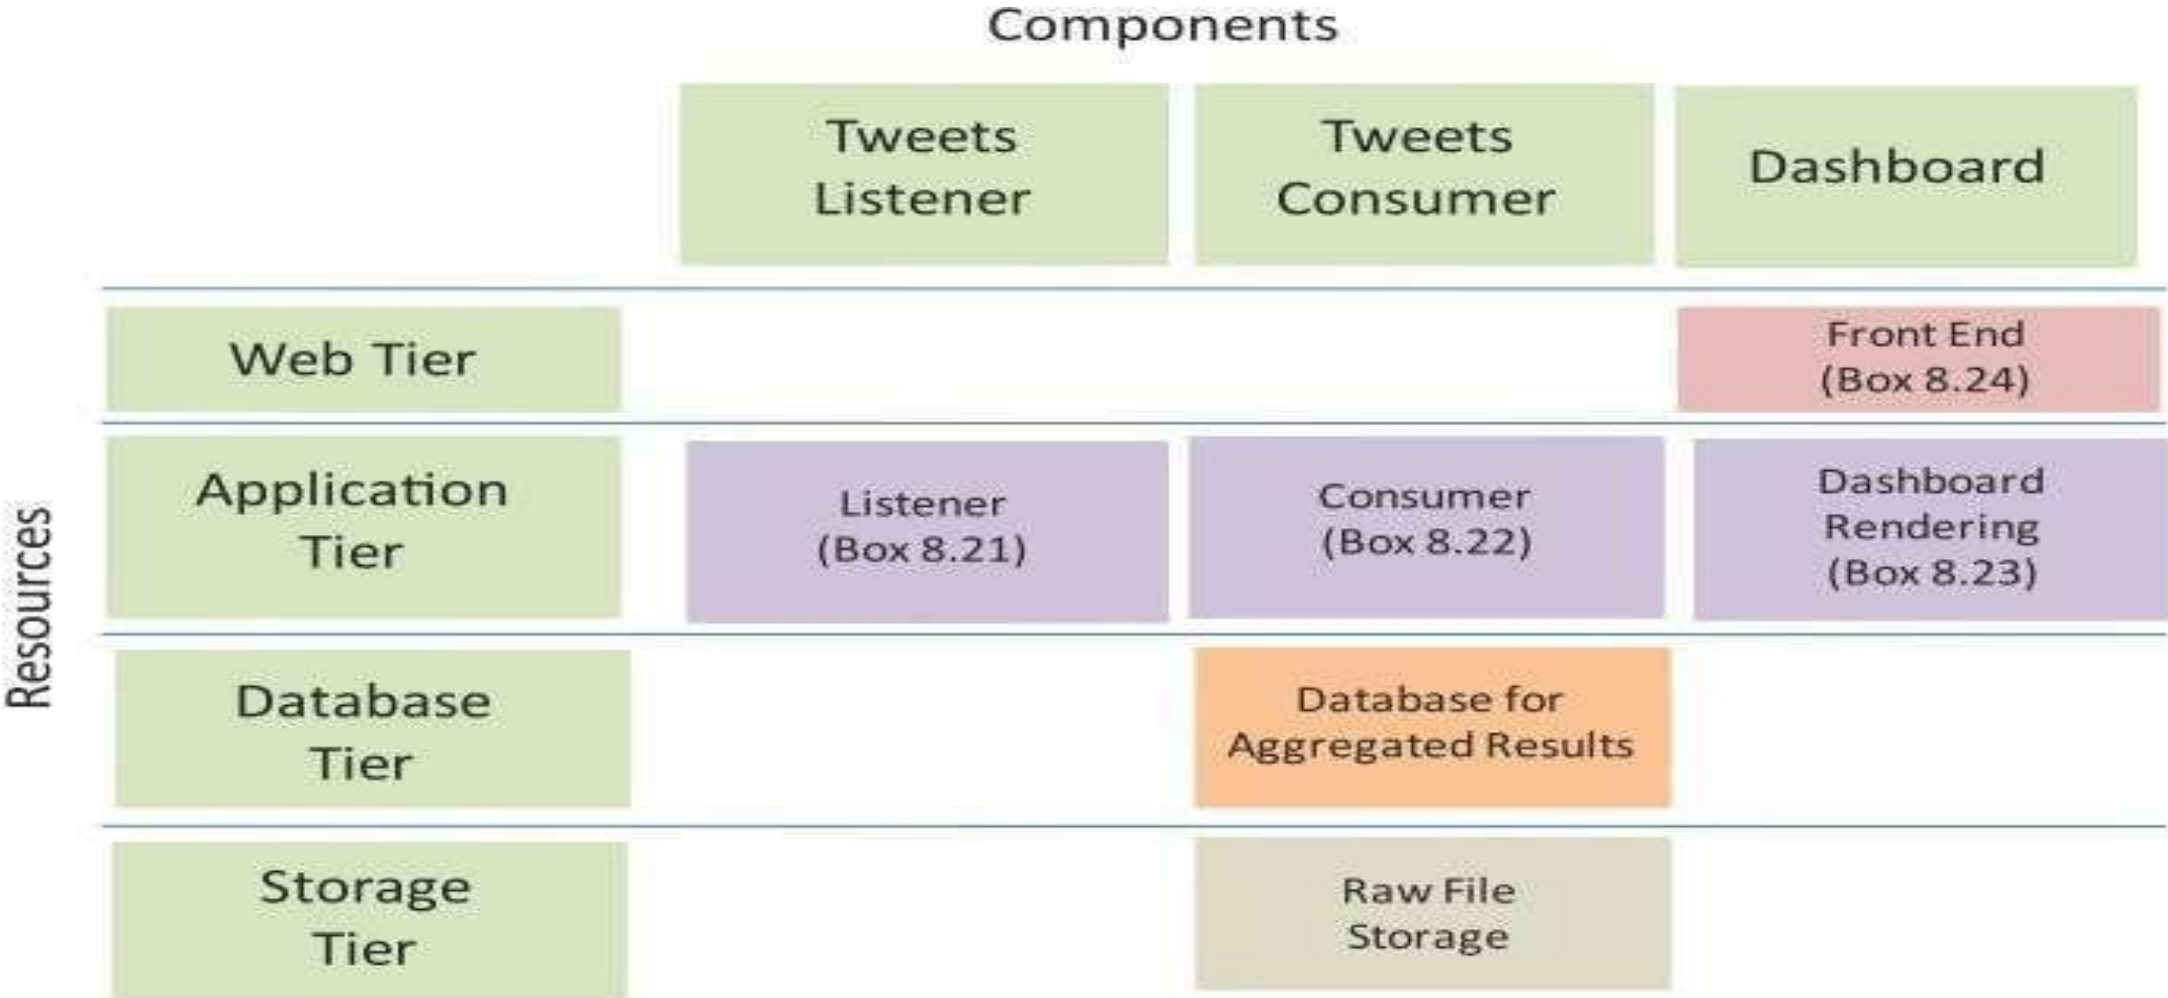 Components
Tweets
Listener
Tweets
Consumer
Dashboard
Resources
Web Tier
Front End
(Box 8.24)
Application
Tier
Listener
(Box 8.21)
Consumer
(Box 8.22)
Dashboard
Rendering
(Box 8.23)
Database
Tier
Database for
Aggregated Results
Storage
Tier
Raw File
Storage